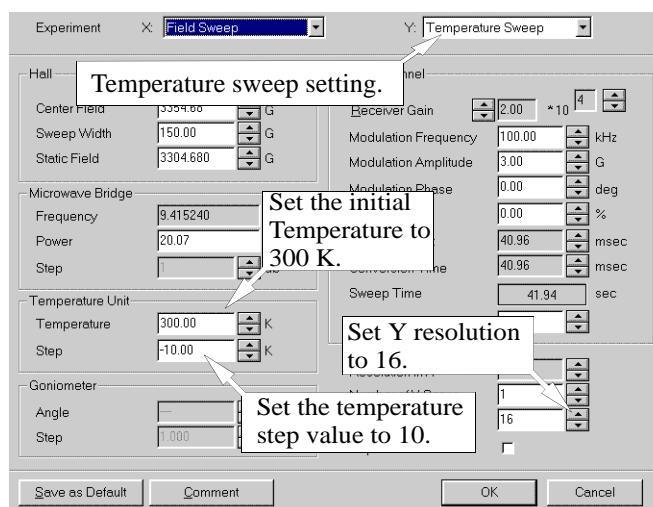 Experiment X: Field Sweep Y: Temperature Sweep
Hall
Temperature sweep setting.
Center Field 3354.68 G
Sweep Width 150.00 G
Static Field 3304.680 G
Microwave Bridge
Frequency 9.415240
Power 20.07
Step 1
Temperature Unit
Temperature 300.00 K
Step -10.00 K
Goniometer
Angle ---
Step 1.000
Receiver Gain 2.00 *10 4
Modulation Frequency 100.00 kHz
Modulation Amplitude 3.00 G
Modulation Phase 0.00 deg
0.00 %
40.96 msec
Conversion Time 40.96 msec
Sweep Time 41.94 sec
1
16
Set the initial
Temperature to
300 K.
Set Y resolution
to 16.
Set the temperature
step value to 10.
Save as Default Comment OK Cancel